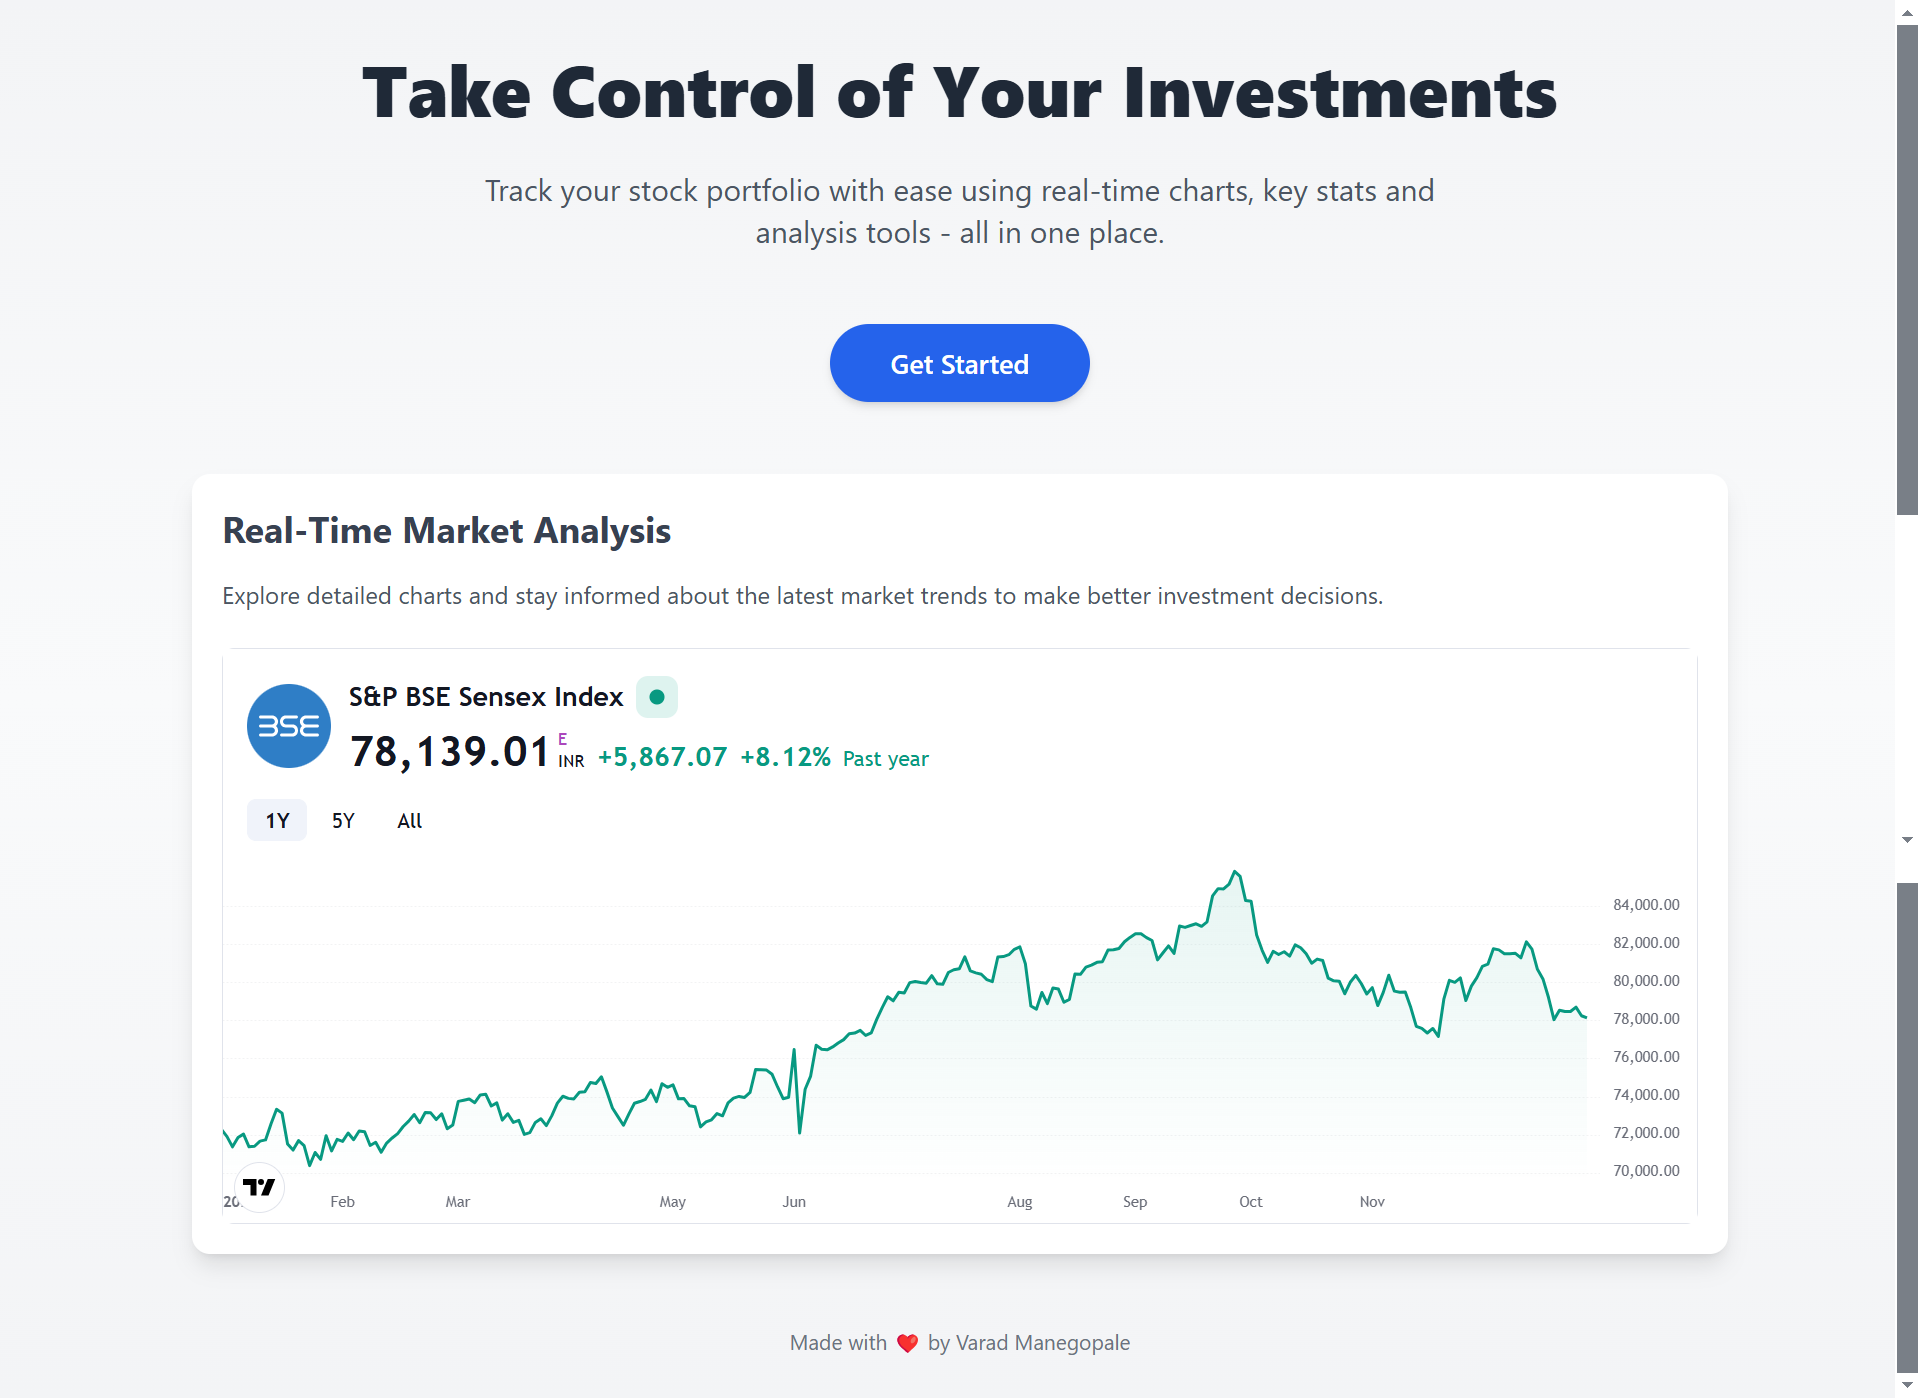 Take Control of Your Investments
Track your stock portfolio with ease using real-time charts, key stats and
analysis tools - all in one place.
Get Started
Real-Time Market Analysis
Explore detailed charts and stay informed about the latest market trends to make better investment decisions.
BSE
S&P BSE Sensex Index
78,139.01 E INR +5,867.07 +8.12% Past year
1Y 5Y All
84,000.00
82,000.00
80,000.00
78,000.00
76,000.00
74,000.00
72,000.00
70,000.00
Feb Mar May Jun Aug Sep Oct Nov
Made with ❤️ by Varad Manegopale